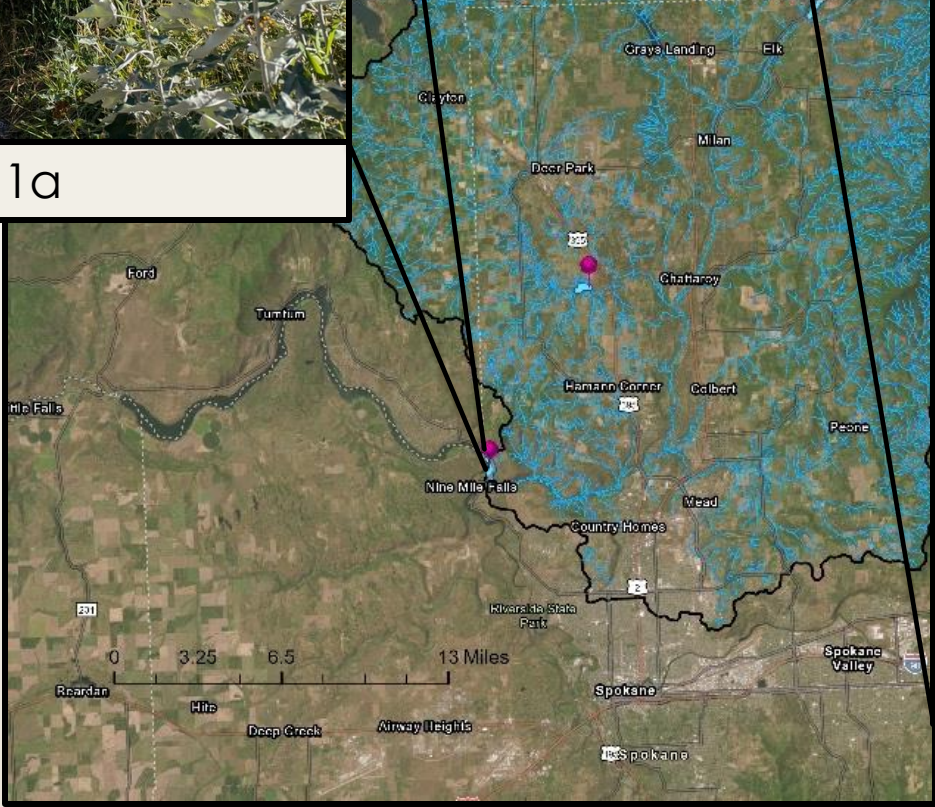 Grays Landing
Elk
Clayton
Milan
Deer Park
1a
395
Ford
Chattaroy
Tumtum
Hamann Corner
Colbert
ttle Falls
Peone
Nine Mile Falls
Mead
Country Homes
2
231
Riverside State
Park
0 3.25 6.5 13 Miles
Spokane
Valley
Reardan
Spokane
Hite
Deep Creek
Airway Heights
Spokane